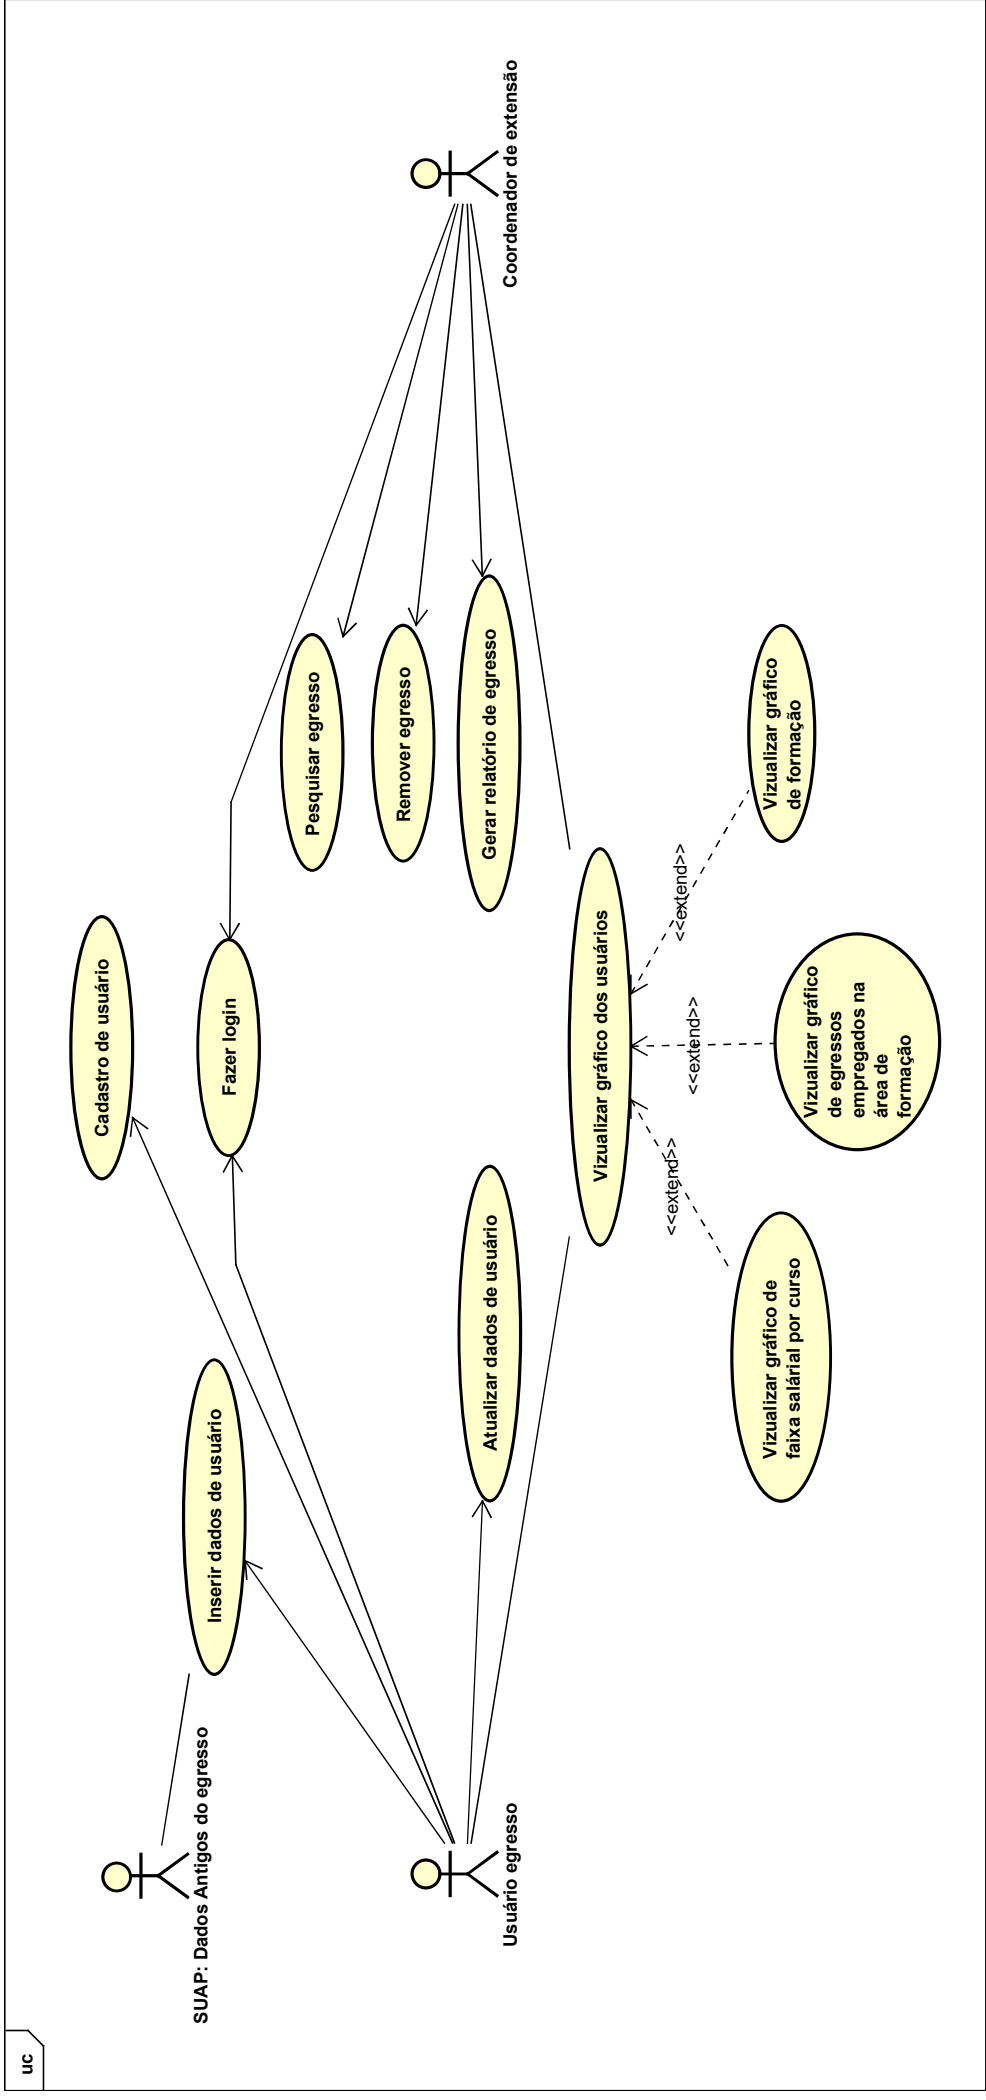 uc
SUAP: Dados Antigos do egresso
Usuário egresso
Coordenador de extensão
Cadastro de usuário
Fazer login
Inserir dados de usuário
Pesquisar egresso
Remover egresso
Gerar relatório de egresso
Atualizar dados de usuário
Vizualizar gráfico dos usuários
<<extend>>
<<extend>>
<<extend>>
Vizualizar gráfico de
faixa salárial por curso
Vizualizar gráfico
de egressos
empregados na
área de
formação
Vizualizar gráfico
de formação